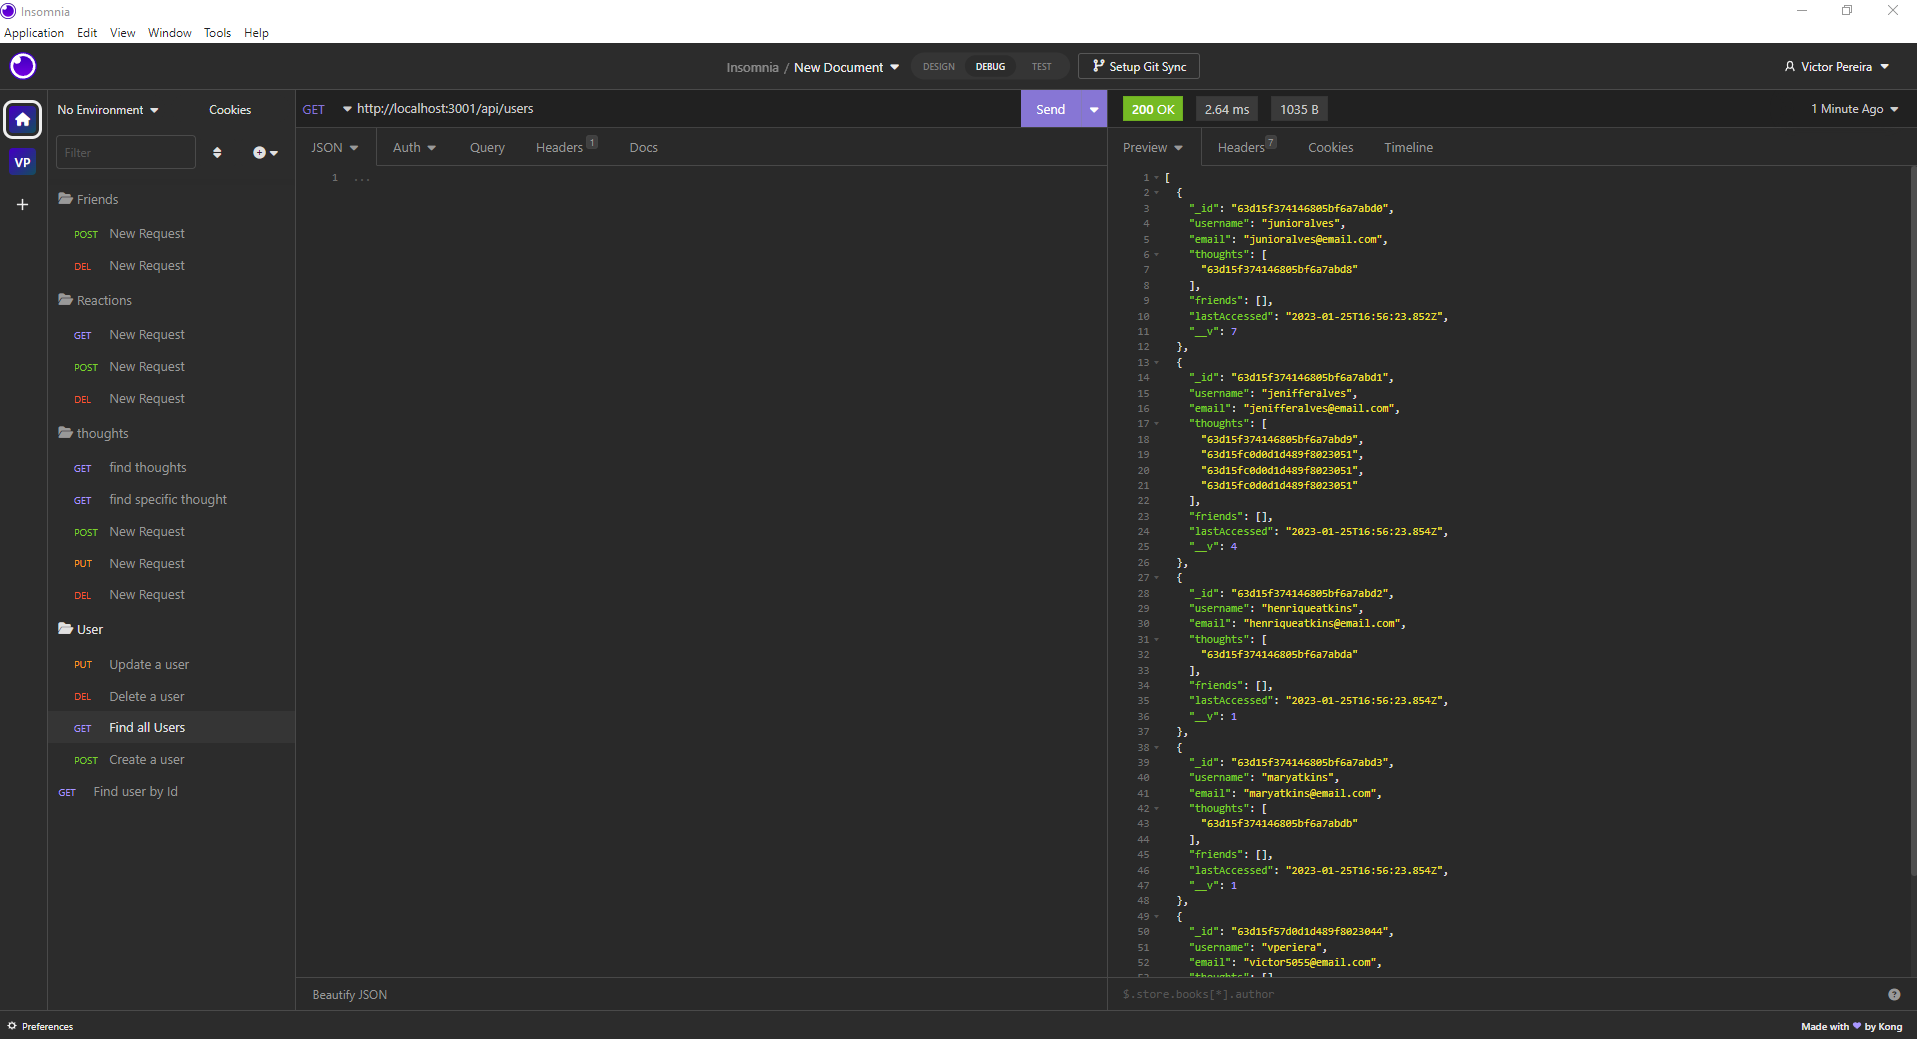 Insomnia
Application Edit View Window Tools Help
Insomnia / New Document DESIGN DEBUG TEST Setup Git Sync Victor Pereira
No Environment Cookies
GET http://localhost:3001/api/users Send
200 OK 2.64 ms 1035 B 1 Minute Ago
Filter
VP
JSON Auth Query Headers 1 Docs
Preview Headers 7 Cookies Timeline
Friends
POST New Request
DEL New Request
Reactions
GET New Request
POST New Request
DEL New Request
thoughts
GET find thoughts
GET find specific thought
POST New Request
PUT New Request
DEL New Request
User
PUT Update a user
DEL Delete a user
GET Find all Users
POST Create a user
GET Find user by Id
1 ...
1 [
2 {
3 "_id": "63d15f374146805bf6a7abd0",
4 "username": "junioralves",
5 "email": "junioralves@email.com",
6 "thoughts": [
7 "63d15f374146805bf6a7abd8"
8 ],
9 "friends": [],
10 "lastAccessed": "2023-01-25T16:56:23.852Z",
11 "__v": 7
12 },
13 {
14 "_id": "63d15f374146805bf6a7abd1",
15 "username": "jenifferalves",
16 "email": "jenifferalves@email.com",
17 "thoughts": [
18 "63d15f374146805bf6a7abd9",
19 "63d15fc0d0d1d489f8023051",
20 "63d15fc0d0d1d489f8023051",
21 "63d15fc0d0d1d489f8023051"
22 ],
23 "friends": [],
24 "lastAccessed": "2023-01-25T16:56:23.854Z",
25 "__v": 4
26 },
27 {
28 "_id": "63d15f374146805bf6a7abd2",
29 "username": "henriqueatkins",
30 "email": "henriqueatkins@email.com",
31 "thoughts": [
32 "63d15f374146805bf6a7abda"
33 ],
34 "friends": [],
35 "lastAccessed": "2023-01-25T16:56:23.854Z",
36 "__v": 1
37 },
38 {
39 "_id": "63d15f374146805bf6a7abd3",
40 "username": "maryatkins",
41 "email": "maryatkins@email.com",
42 "thoughts": [
43 "63d15f374146805bf6a7abdb"
44 ],
45 "friends": [],
46 "lastAccessed": "2023-01-25T16:56:23.854Z",
47 "__v": 1
48 },
49 {
50 "_id": "63d15f57d0d1d489f8023044",
51 "username": "vperiera",
52 "email": "victor5055@email.com",
53 "thoughts": []
Beautify JSON
$.store.books[*].author
Preferences
Made with by Kong